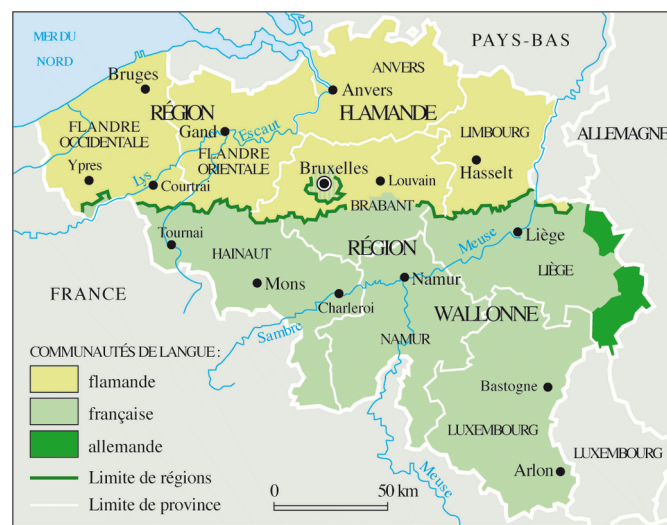 MER DU
NORD
PAYS-BAS
Bruges
ANVERS
Anvers
RÉGION
FLAMANDE
FLANDRE
OCCIDENTALE
Gand
Escaut
LIMBOURG
ALLEMAGNE
FLANDRE
ORIENTALE
Ypres
Lys
Courtrai
Bruxelles
Louvain
Hasselt
BRABANT
Tournai
HAINAUT
RÉGION
Meuse
Liège
LIÈGE
FRANCE
Mons
Charleroi
Namur
WALLONNE
Sambre
NAMUR
COMMUNAUTÉS DE LANGUE :
flamande
française
allemande
Limite de régions
Limite de province
Bastogne
LUXEMBOURG
LUXEMBOURG
Arlon
Meuse
0 50 km